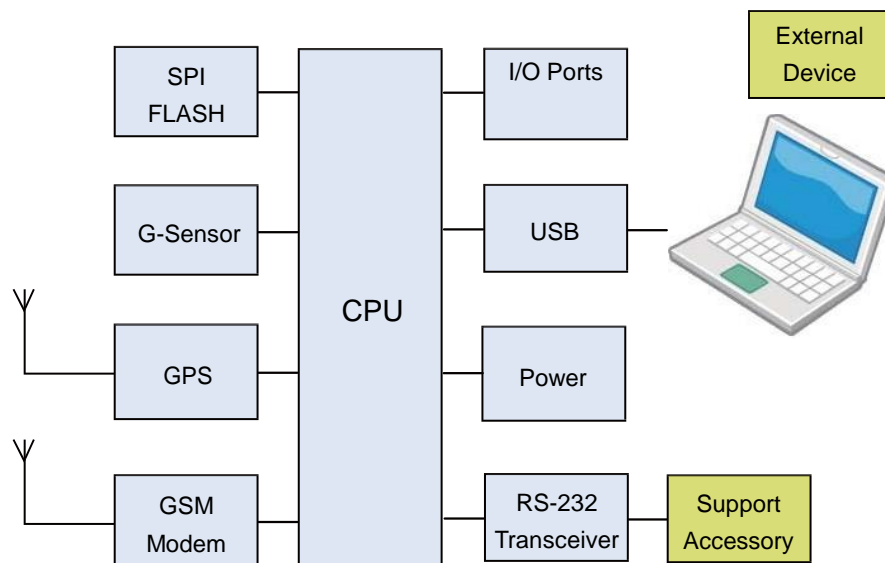 SPI
FLASH
I/O Ports
External
Device
G-Sensor
USB
CPU
GPS
Power
GSM
Modem
RS-232
Transceiver
Support
Accessory